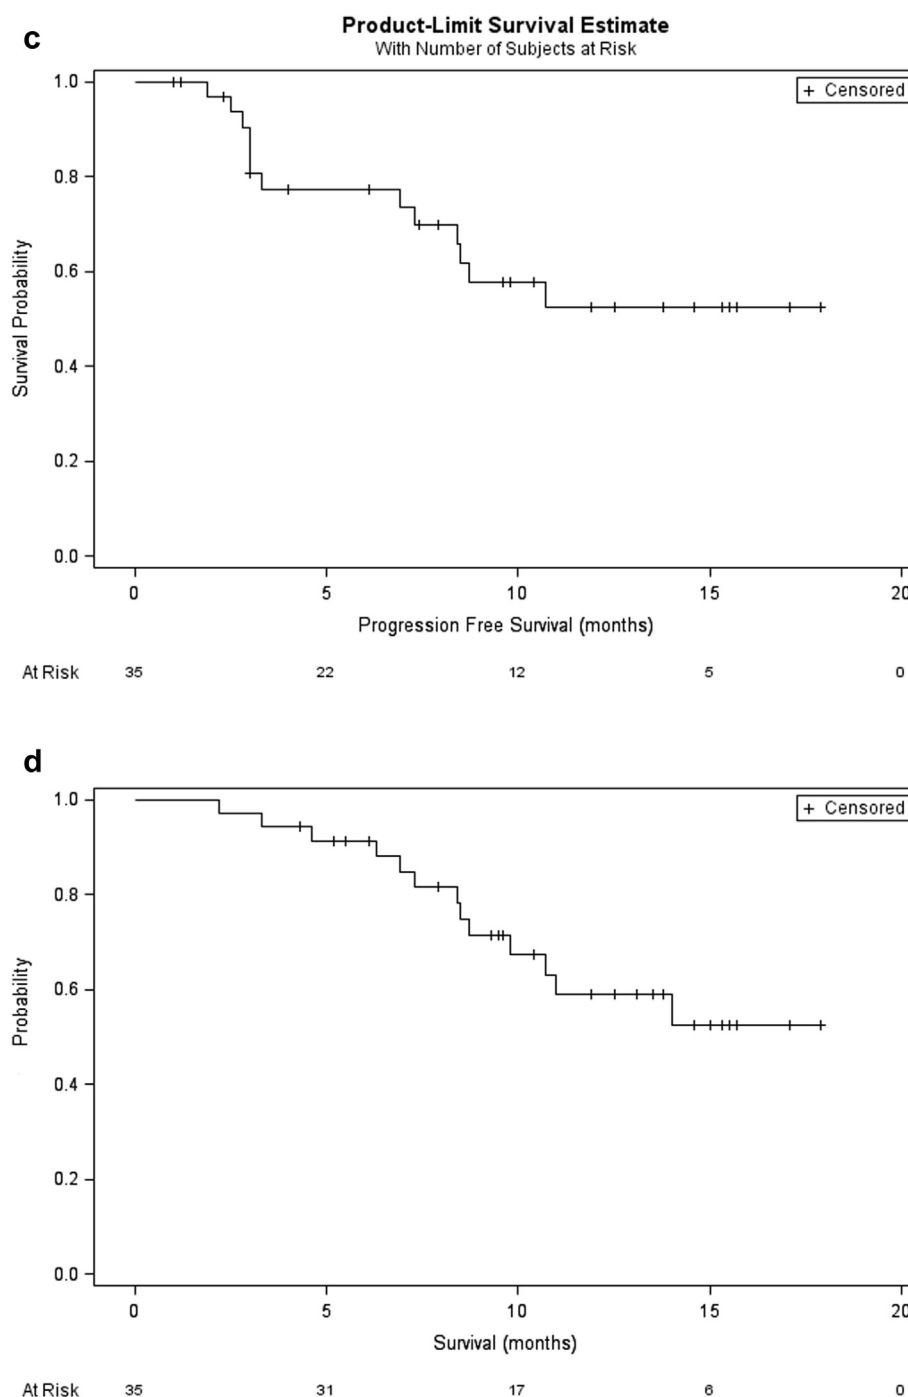 c
Product-Limit Survival Estimate
With Number of Subjects at Risk
+ Censored
1.0
0.8
0.6
0.4
0.2
0.0
Survival Probability
0 5 10 15 20
Progression Free Survival (months)
At Risk 35 22 12 5 0
d
+ Censored
1.0
0.8
0.6
0.4
0.2
0.0
Probability
0 5 10 15 20
Survival (months)
At Risk 35 31 17 6 0